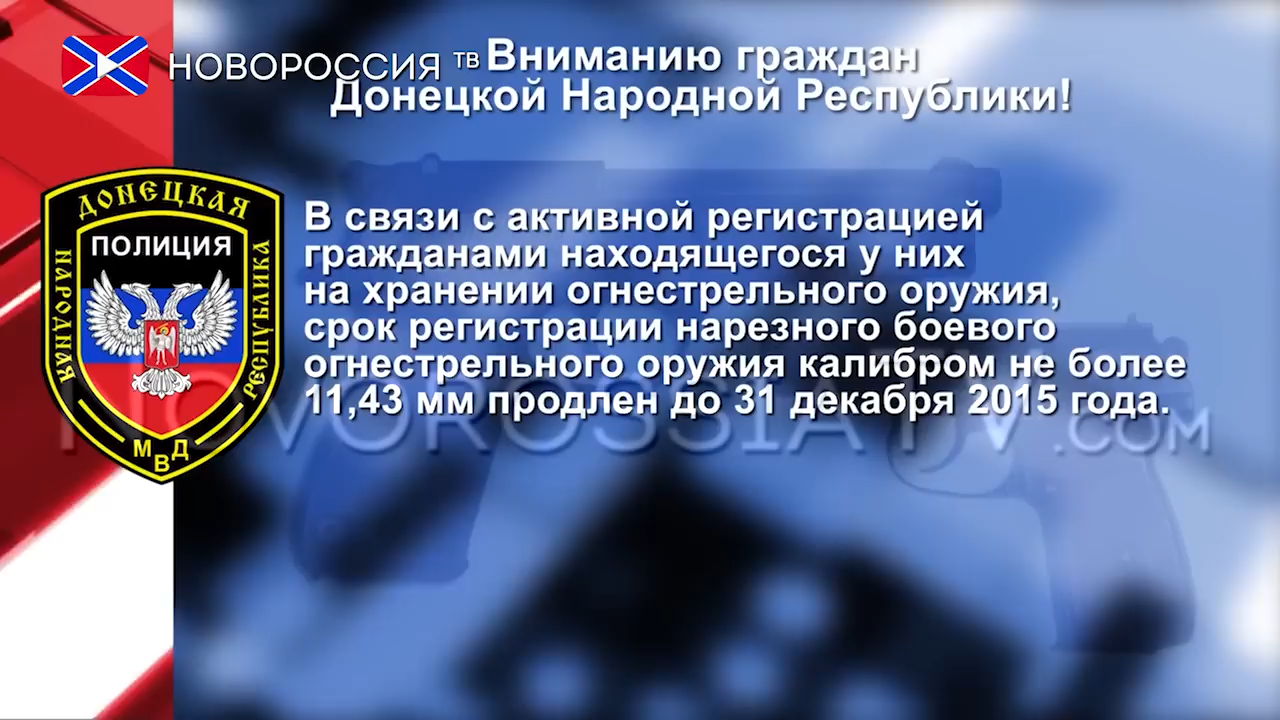 НОВОРОССИЯ ТВ
Вниманию граждан
Донецкой Народной Республики!
ДОНЕЦКАЯ
НАРОДНАЯ
РЕСПУБЛИКА
ПОЛИЦИЯ
МВД
В связи с активной регистрацией
гражданами находящегося у них
на хранении огнестрельного оружия,
срок регистрации нарезного боевого
огнестрельного оружия калибром не более
11,43 мм продлен до 31 декабря 2015 года.
NOVOROSSIATV.COM